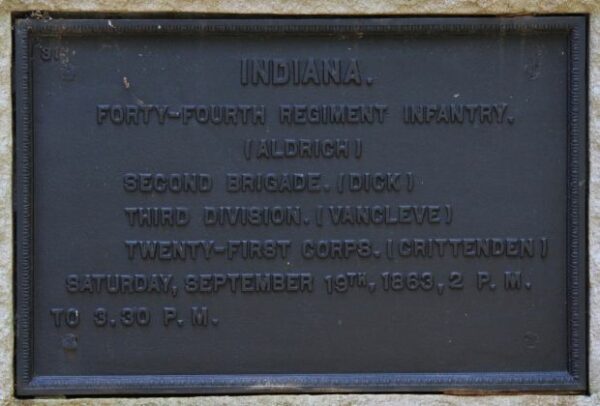 INDIANA.
FORTY-FOURTH REGIMENT INFANTRY.
(ALDRICH)
SECOND BRIGADE. (DICK)
THIRD DIVISION. (VANCLEVE)
TWENTY-FIRST CORPS. (CRITTENDEN)
SATURDAY, SEPTEMBER 19TH, 1863, 2 P. M.
TO 3.30 P. M.